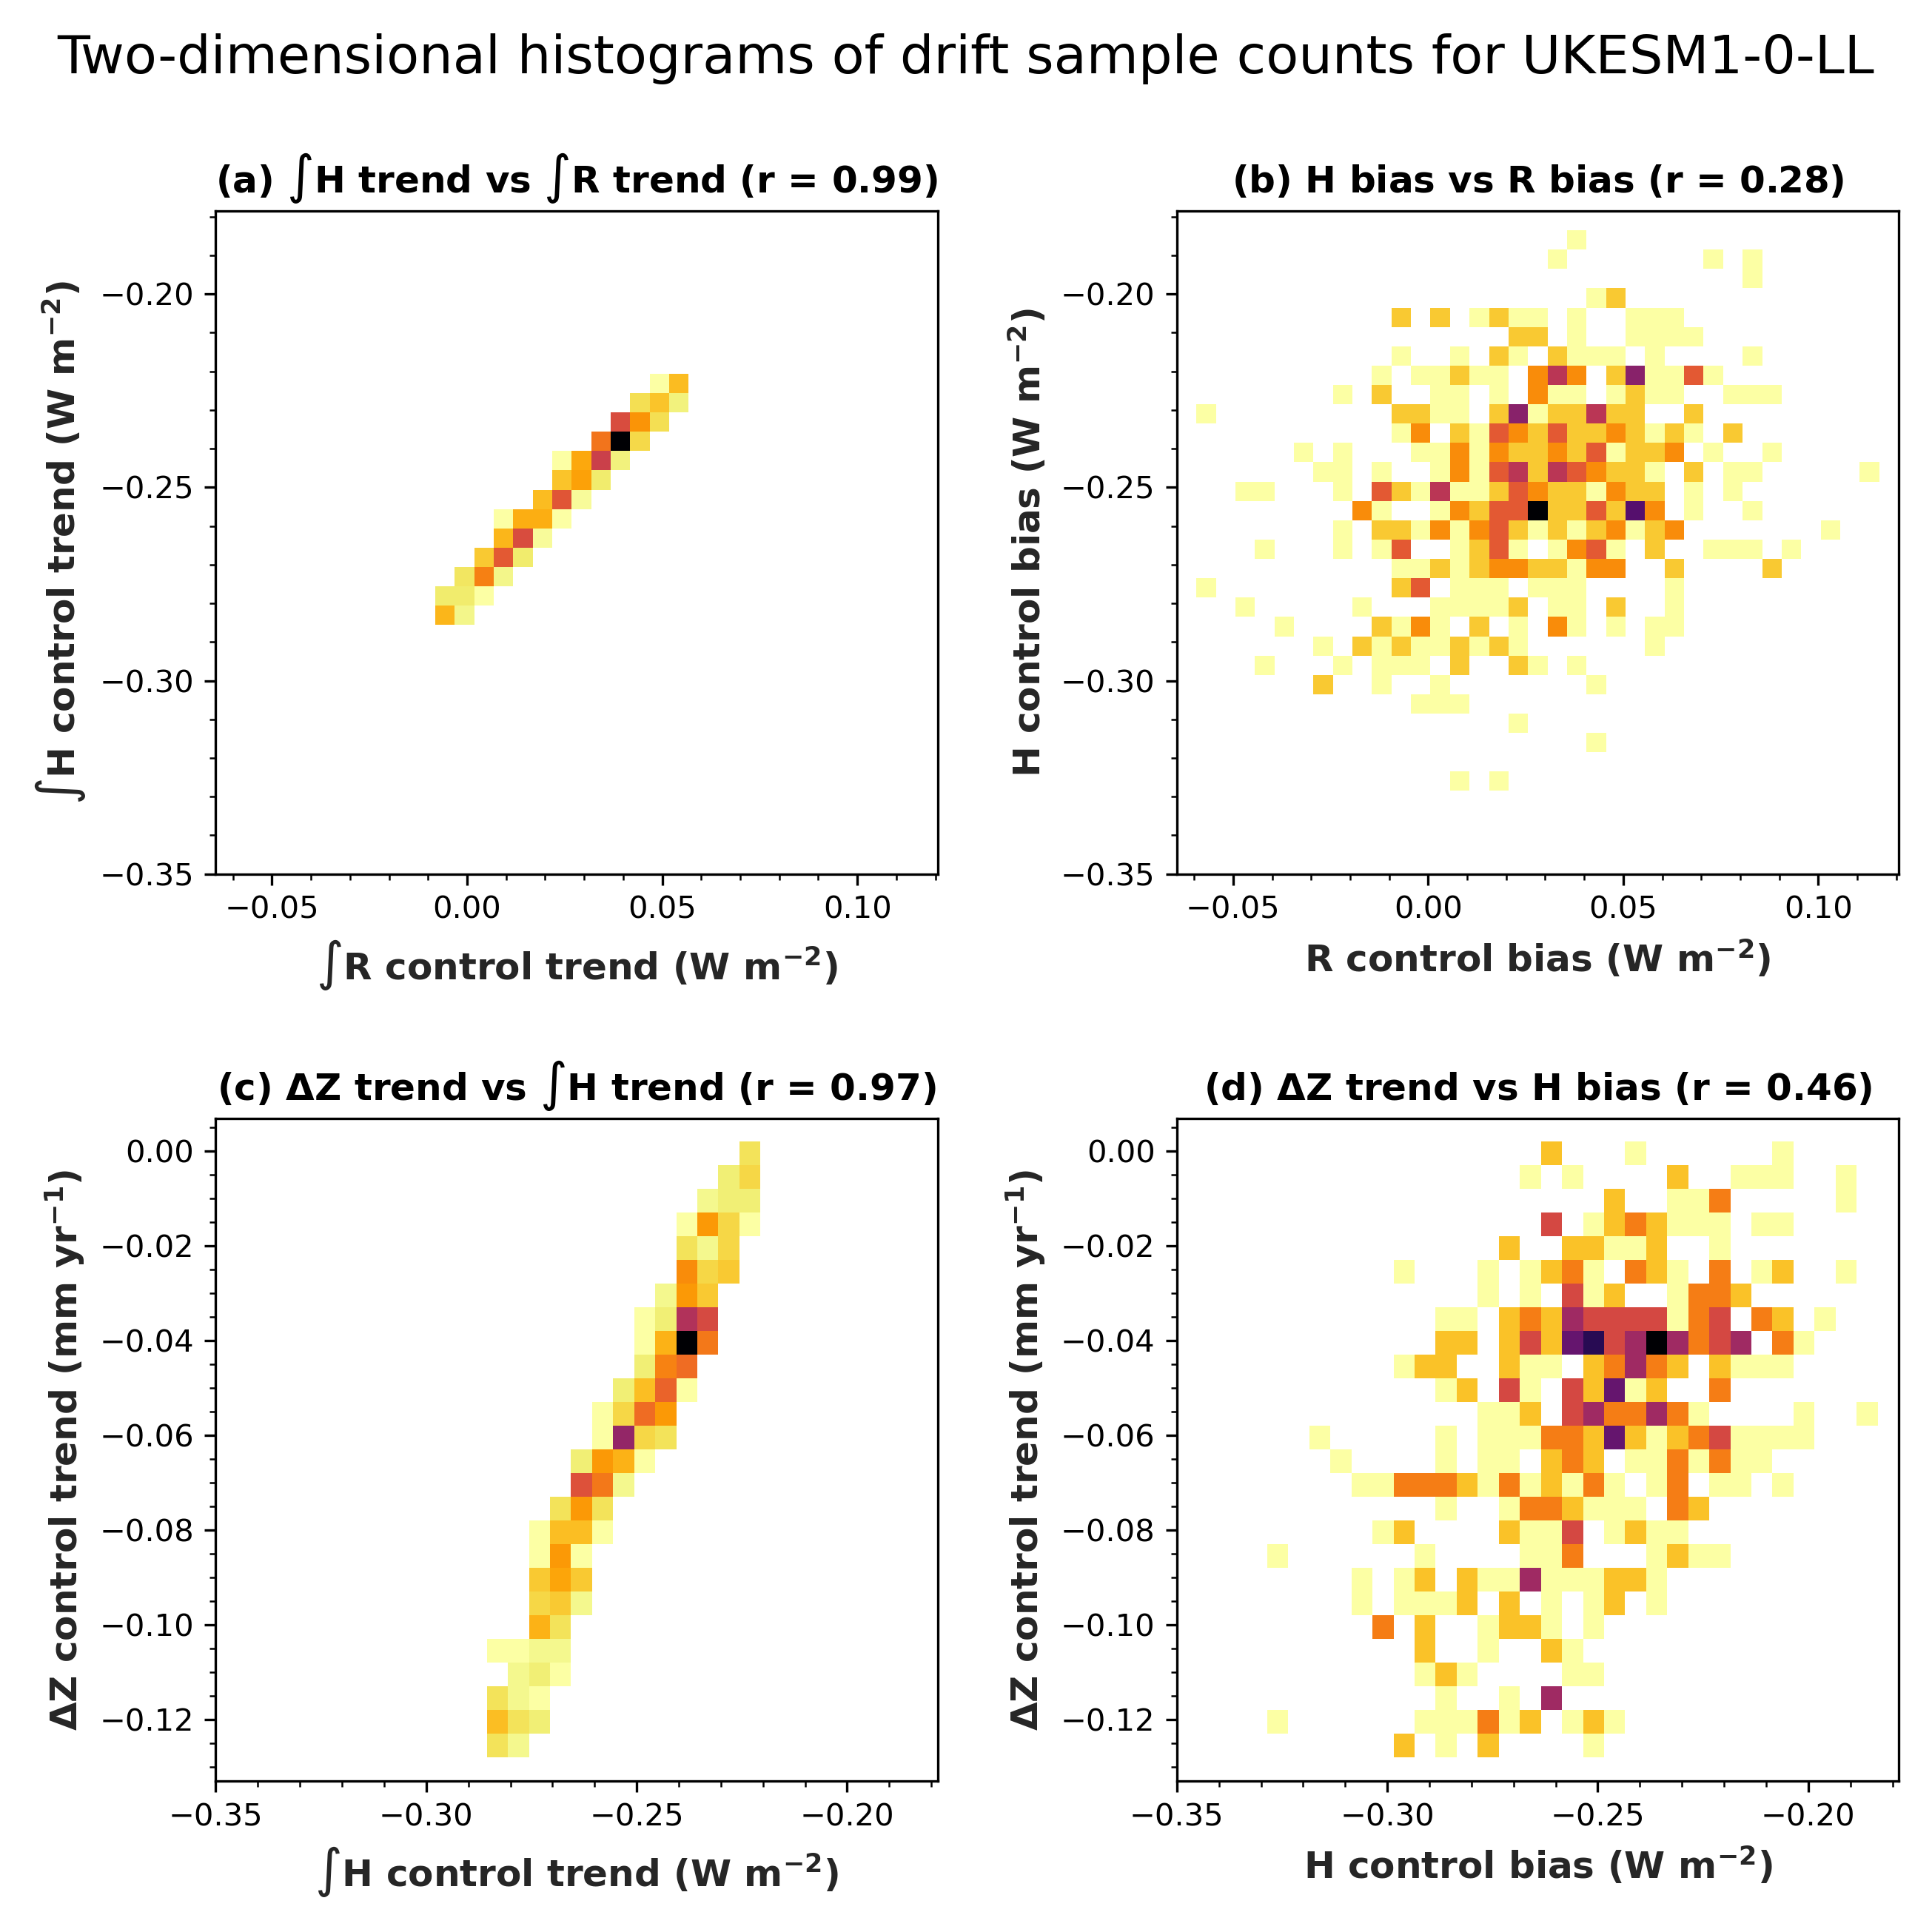 Two-dimensional histograms of drift sample counts for UKESM1-0-LL
(a) ∫H trend vs ∫R trend (r = 0.99)
∫H control trend (W m⁻²)
−0.20
−0.25
−0.30
−0.35
−0.05 0.00 0.05 0.10
∫R control trend (W m⁻²)
(b) H bias vs R bias (r = 0.28)
H control bias (W m⁻²)
−0.20
−0.25
−0.30
−0.35
−0.05 0.00 0.05 0.10
R control bias (W m⁻²)
(c) ΔZ trend vs ∫H trend (r = 0.97)
ΔZ control trend (mm yr⁻¹)
0.00
−0.02
−0.04
−0.06
−0.08
−0.10
−0.12
−0.35 −0.30 −0.25 −0.20
∫H control trend (W m⁻²)
(d) ΔZ trend vs H bias (r = 0.46)
ΔZ control trend (mm yr⁻¹)
0.00
−0.02
−0.04
−0.06
−0.08
−0.10
−0.12
−0.35 −0.30 −0.25 −0.20
H control bias (W m⁻²)